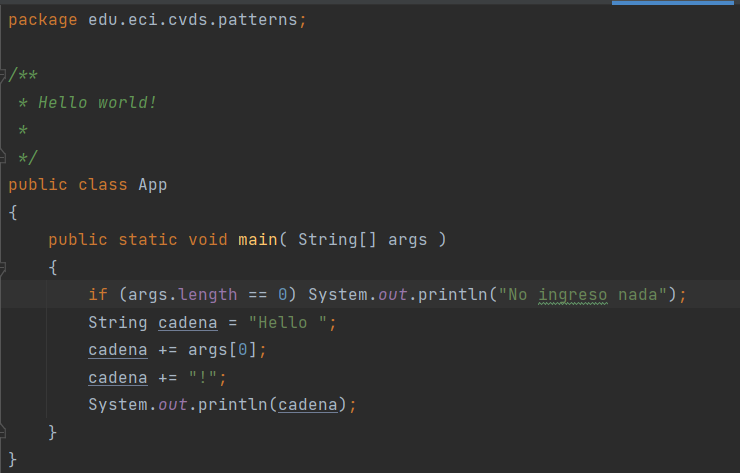 package edu.eci.cvds.patterns;
/**
 * Hello world!
 *
 */
public class App
{
    public static void main( String[] args )
    {
        if (args.length == 0) System.out.println("No ingreso nada");
        String cadena = "Hello ";
        cadena += args[0];
        cadena += "!";
        System.out.println(cadena);
    }
}